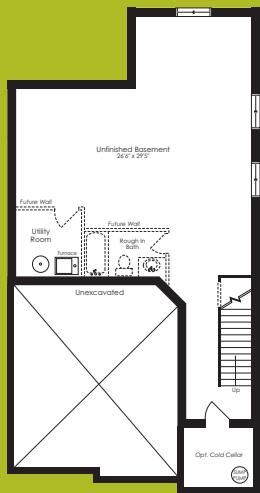 Unfinished Basement
26'6" x 29'5"
Future Wall
Future Wall
Utility
Room
Rough In
Bath
Furnace
Unexcavated
Up
Opt. Cold Cellar
SUMP
PUMP